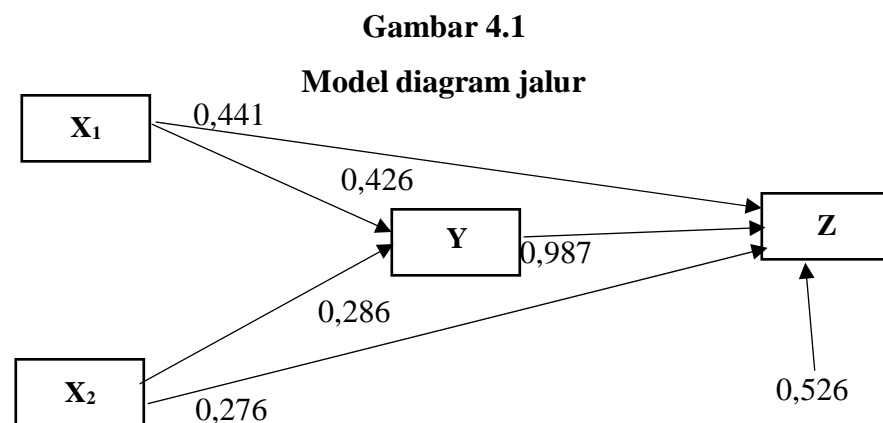 Gambar 4.1
Model diagram jalur
X₁
0,441
0,426
Y
Z
0,987
0,286
X₂
0,276
0,526